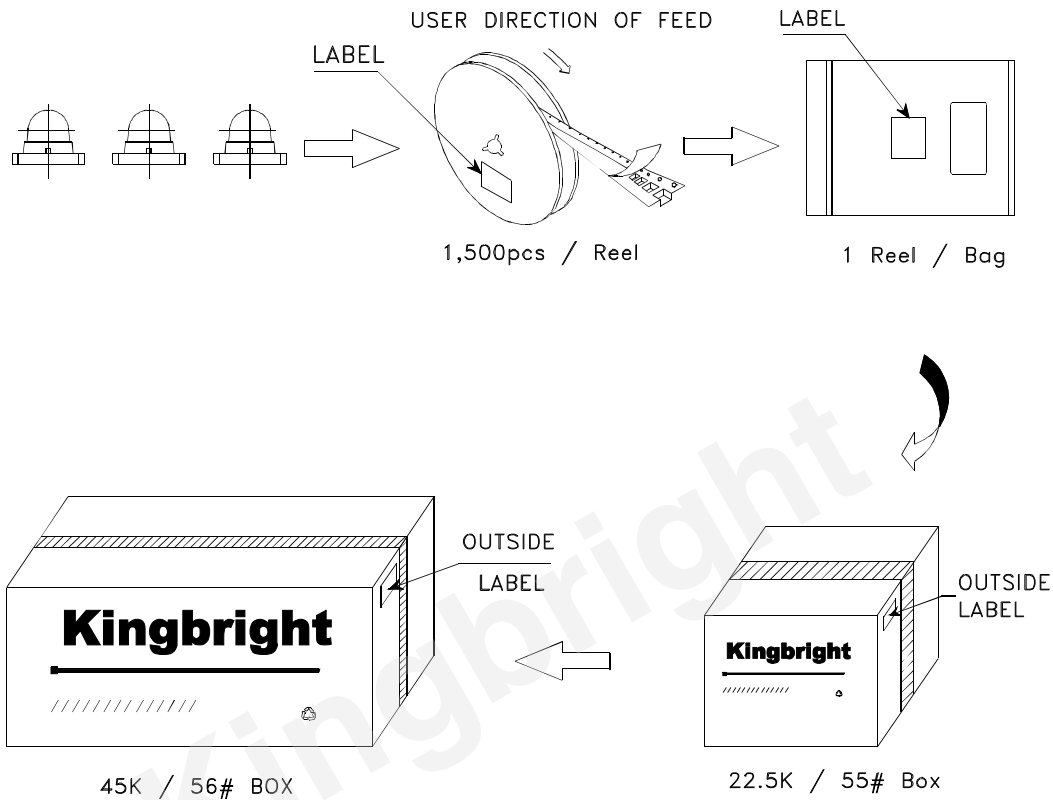 USER DIRECTION OF FEED
LABEL
LABEL
1,500pcs / Reel
1 Reel / Bag
OUTSIDE
LABEL
OUTSIDE
LABEL
Kingbright
Kingbright
45K / 56# BOX
22.5K / 55# Box
Kingbright